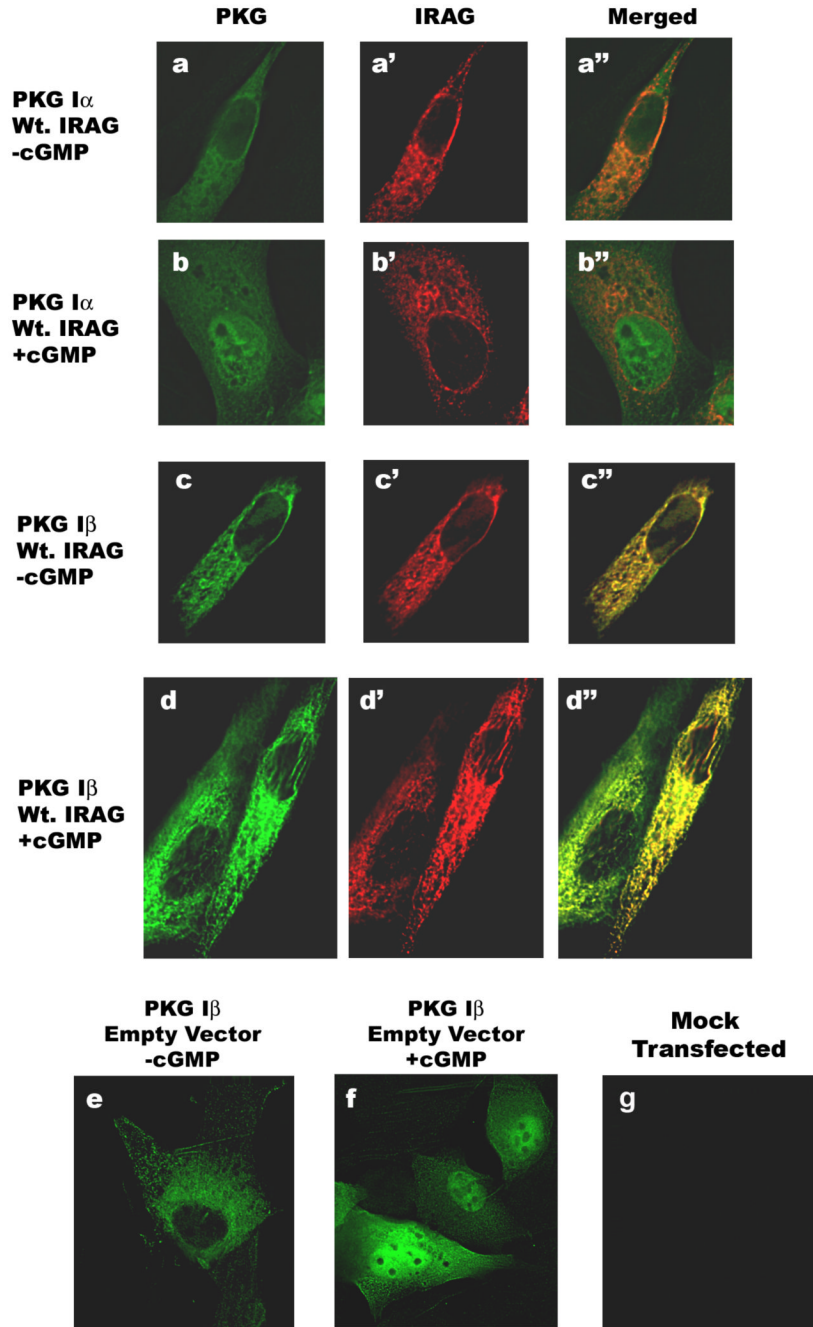 PKG IRAG Merged
PKG Iα
Wt. IRAG
-cGMP
a a' a"
PKG Iα
Wt. IRAG
+cGMP
b b' b"
PKG Iβ
Wt. IRAG
-cGMP
c c' c"
PKG Iβ
Wt. IRAG
+cGMP
d d' d"
PKG Iβ
Empty Vector
-cGMP
PKG Iβ
Empty Vector
+cGMP
Mock
Transfected
e f g